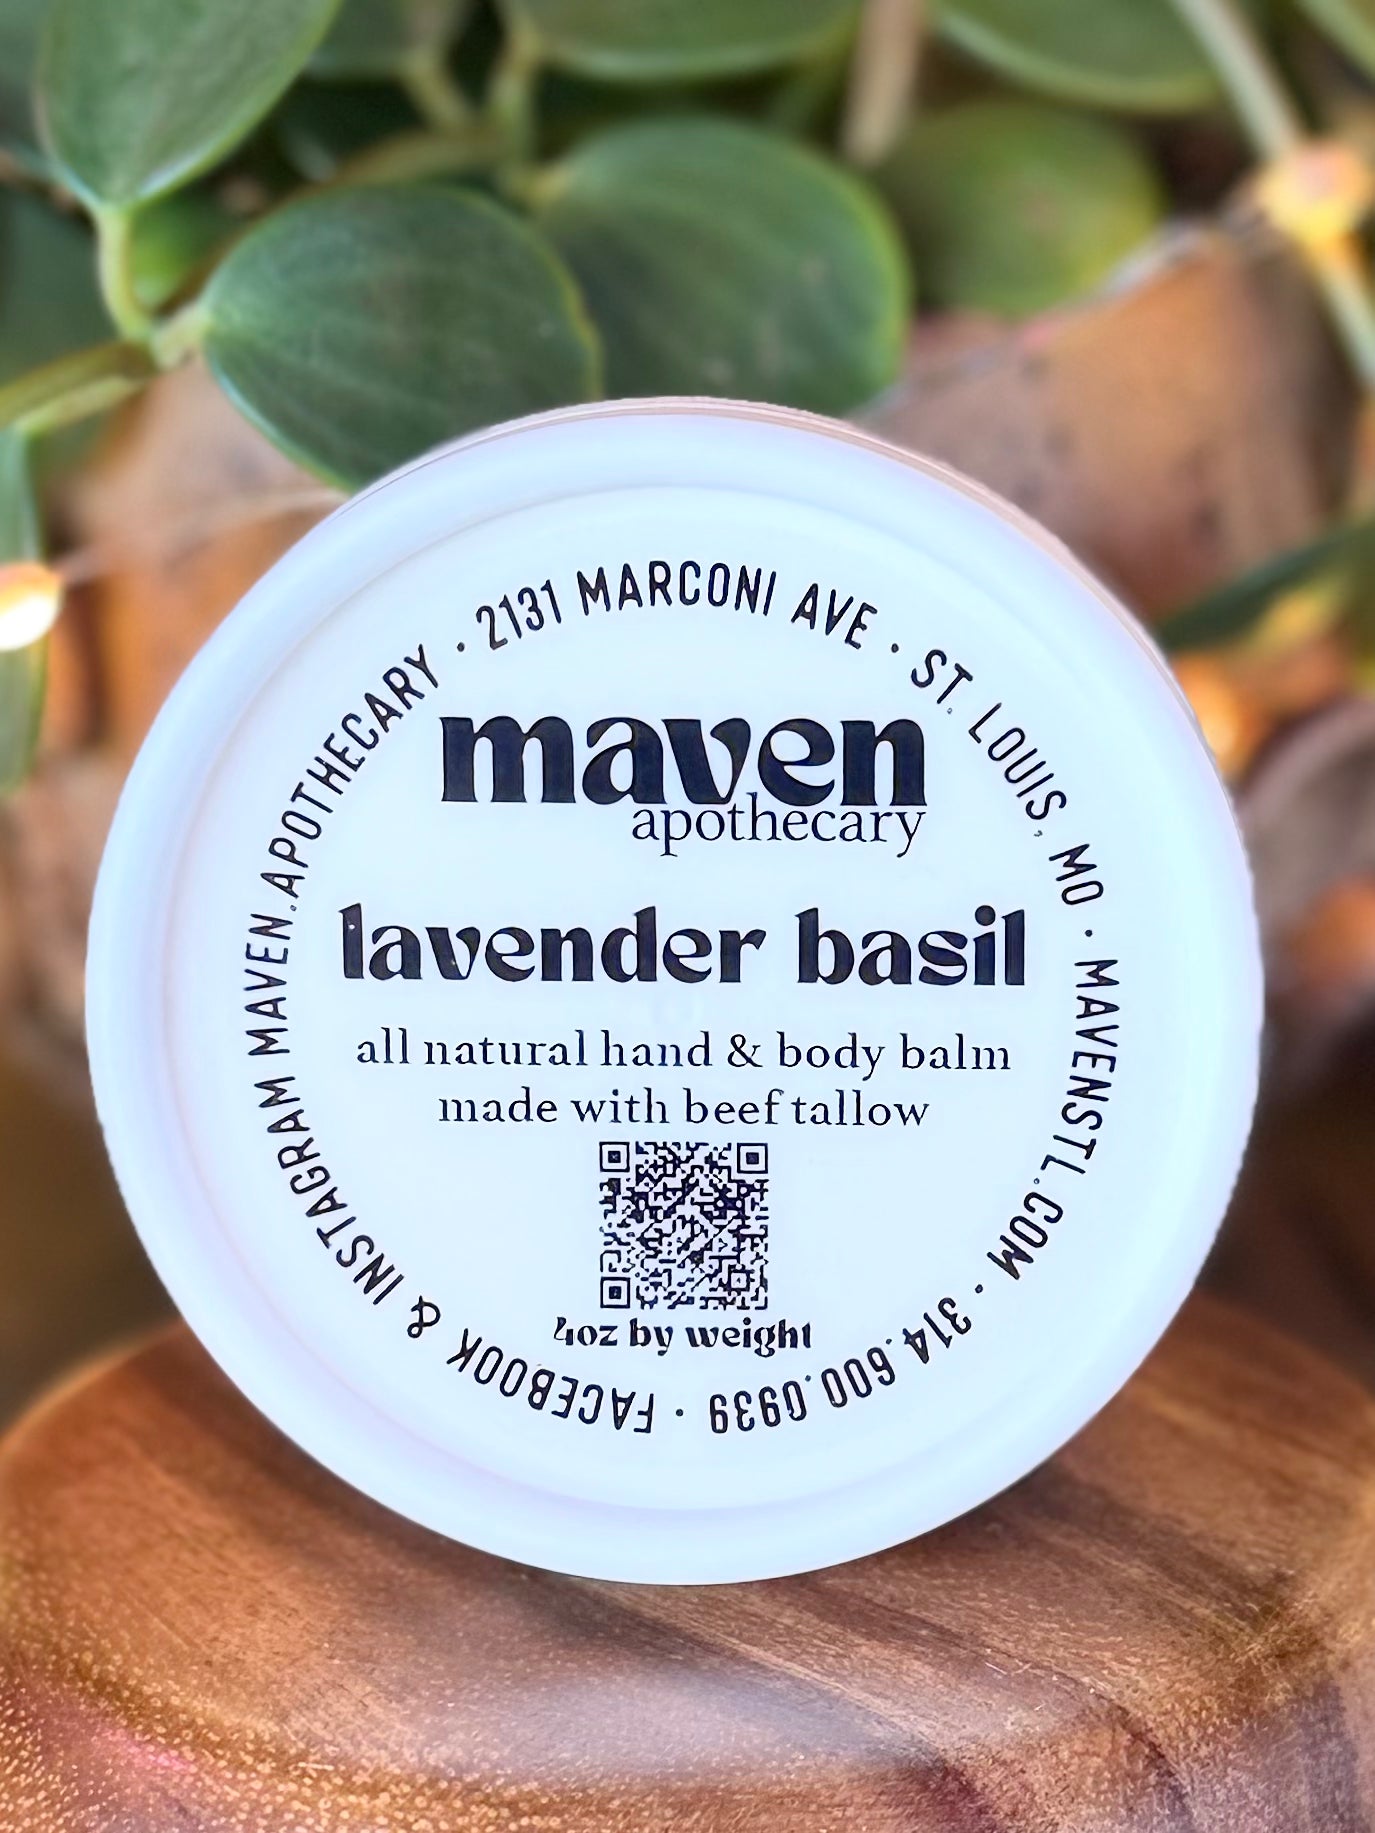 2131 MARCONI AVE · ST. LOUIS, MO · MAVENSTL.COM · 314.600.0939 · FACEBOOK & INSTAGRAM MAVEN.APOTHECARY ·
maven
apothecary
lavender basil
all natural hand & body balm
made with beef tallow
4oz by weight